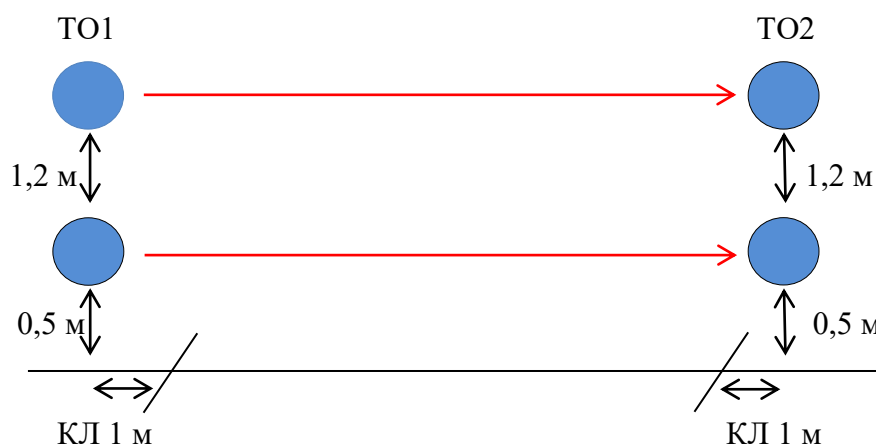 ТО1 ТО2
1,2 м 1,2 м
0,5 м 0,5 м
КЛ 1 м КЛ 1 м